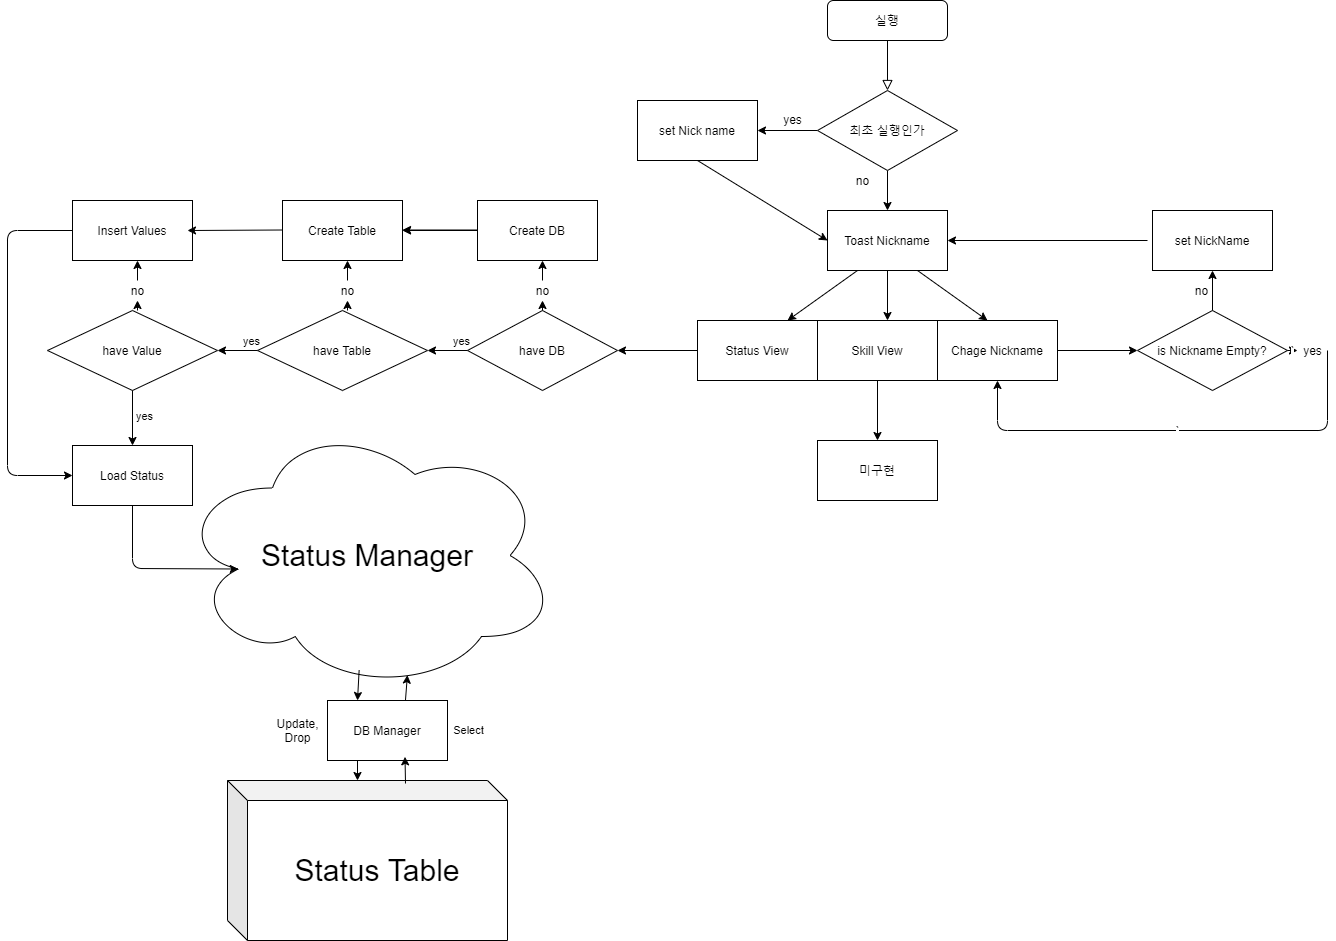 실행
최초 실행인가
yes
set Nick name
no
Toast Nickname
set NickName
no
Insert Values
Create Table
Create DB
no
no
no
have Value
yes
have Table
yes
have DB
Status View
Skill View
Chage Nickname
is Nickname Empty?
yes
yes
Load Status
미구현
Status Manager
Update,
Drop
DB Manager
Select
Status Table